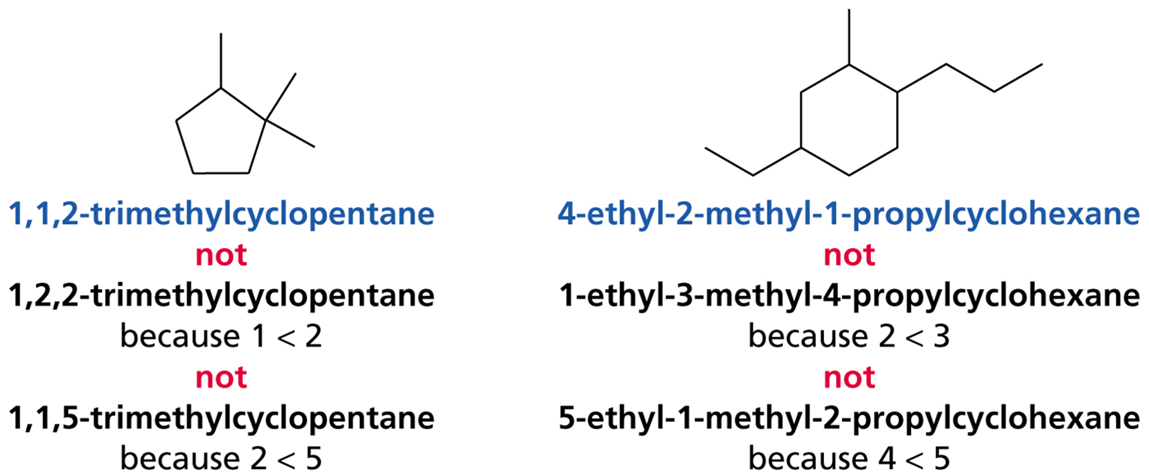 1,1,2-trimethylcyclopentane
not
1,2,2-trimethylcyclopentane
because 1 < 2
not
1,1,5-trimethylcyclopentane
because 2 < 5
4-ethyl-2-methyl-1-propylcyclohexane
not
1-ethyl-3-methyl-4-propylcyclohexane
because 2 < 3
not
5-ethyl-1-methyl-2-propylcyclohexane
because 4 < 5